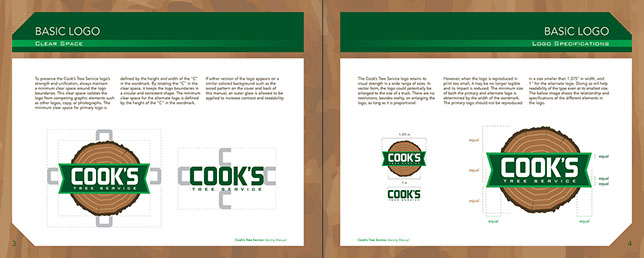 BASIC LOGO
CLEAR SPACE
To preserve the Cook's Tree Service logo's
strength and unification, always maintain
a minimum clear space around the logo
boundaries. This clear space isolates the
logo from competing graphic elements such
as other logos, copy, or photographs. The
minimum clear space for primary logo is
defined by the height and width of the "C"
in the wordmark. By rotating the "C" in the
clear space, it keeps the logo boundaries in
a circular and consistent shape. The minimum
clear space for the alternate logo is defined
by the height of the "C" in the wordmark.
If either version of the logo appears on a
similar colored background such as the
wood pattern on the cover and back of
this manual, an outer glow is allowed to be
applied to increase contrast and readability.
COOK'S
TREE SERVICE
COOK'S
TREE SERVICE
Cook's Tree Service Identity Manual
3
BASIC LOGO
LOGO SPECIFICATIONS
The Cook's Tree Service logo retains its
visual strength in a wide range of sizes. In
vector form, the logo could potentially be
enlarged to the size of a truck. There are no
restrictions, besides reality, on enlarging the
logo, as long as it is proportional.
However, when the logo is reproduced in
print too small, it may be no longer legible
and its impact is reduced. The minimum size
of both the primary and alternate logo is
determined by the width of the wordmark.
The primary logo should not be reproduced
in a size smaller than 1.375" in width, and
1" for the alternate logo. Doing so will help
readability of the type even at its smallest size.
The below image shows the relationship and
specifications of the different elements in
the logo.
1.375 in
COOK'S
TREE SERVICE
1 in
COOK'S
TREE SERVICE
equal
equal
COOK'S
TREE SERVICE
equal
equal
equal
equal
equal
equal
Cook's Tree Service Identity Manual
4